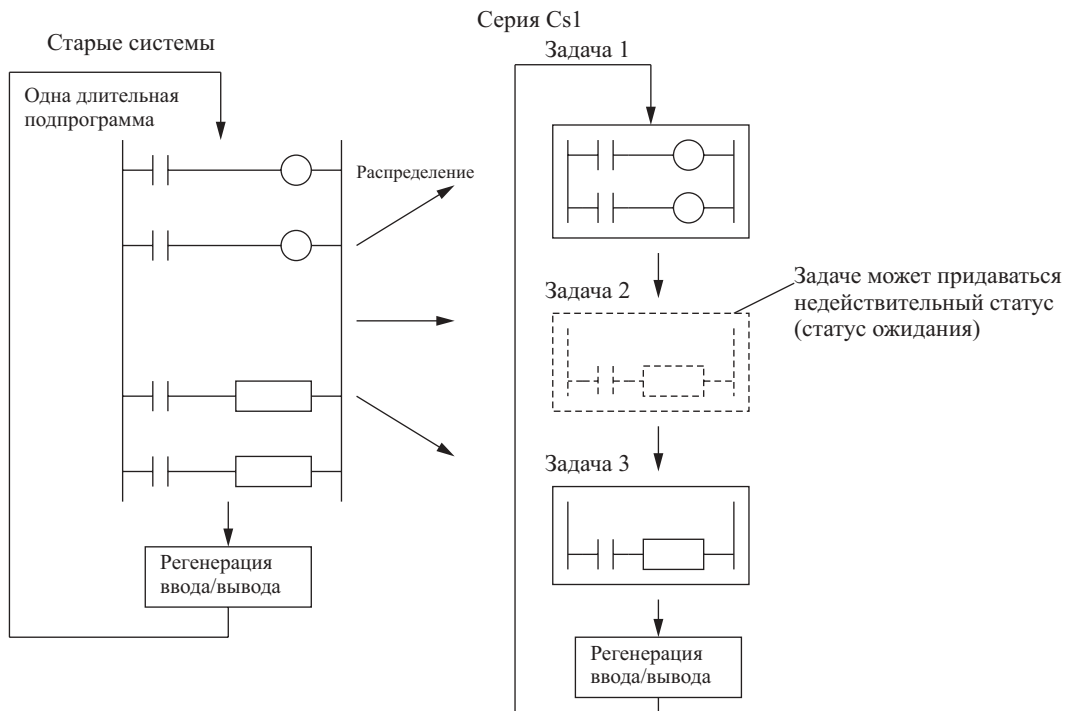 Серия Cs1
Старые системы
Задача 1
Одна длительная
подпрограмма
Распределение
Задача 2
Задаче может придаваться
недействительный статус
(статус ожидания)
Задача 3
Регенерация
ввода/вывода
Регенерация
ввода/вывода